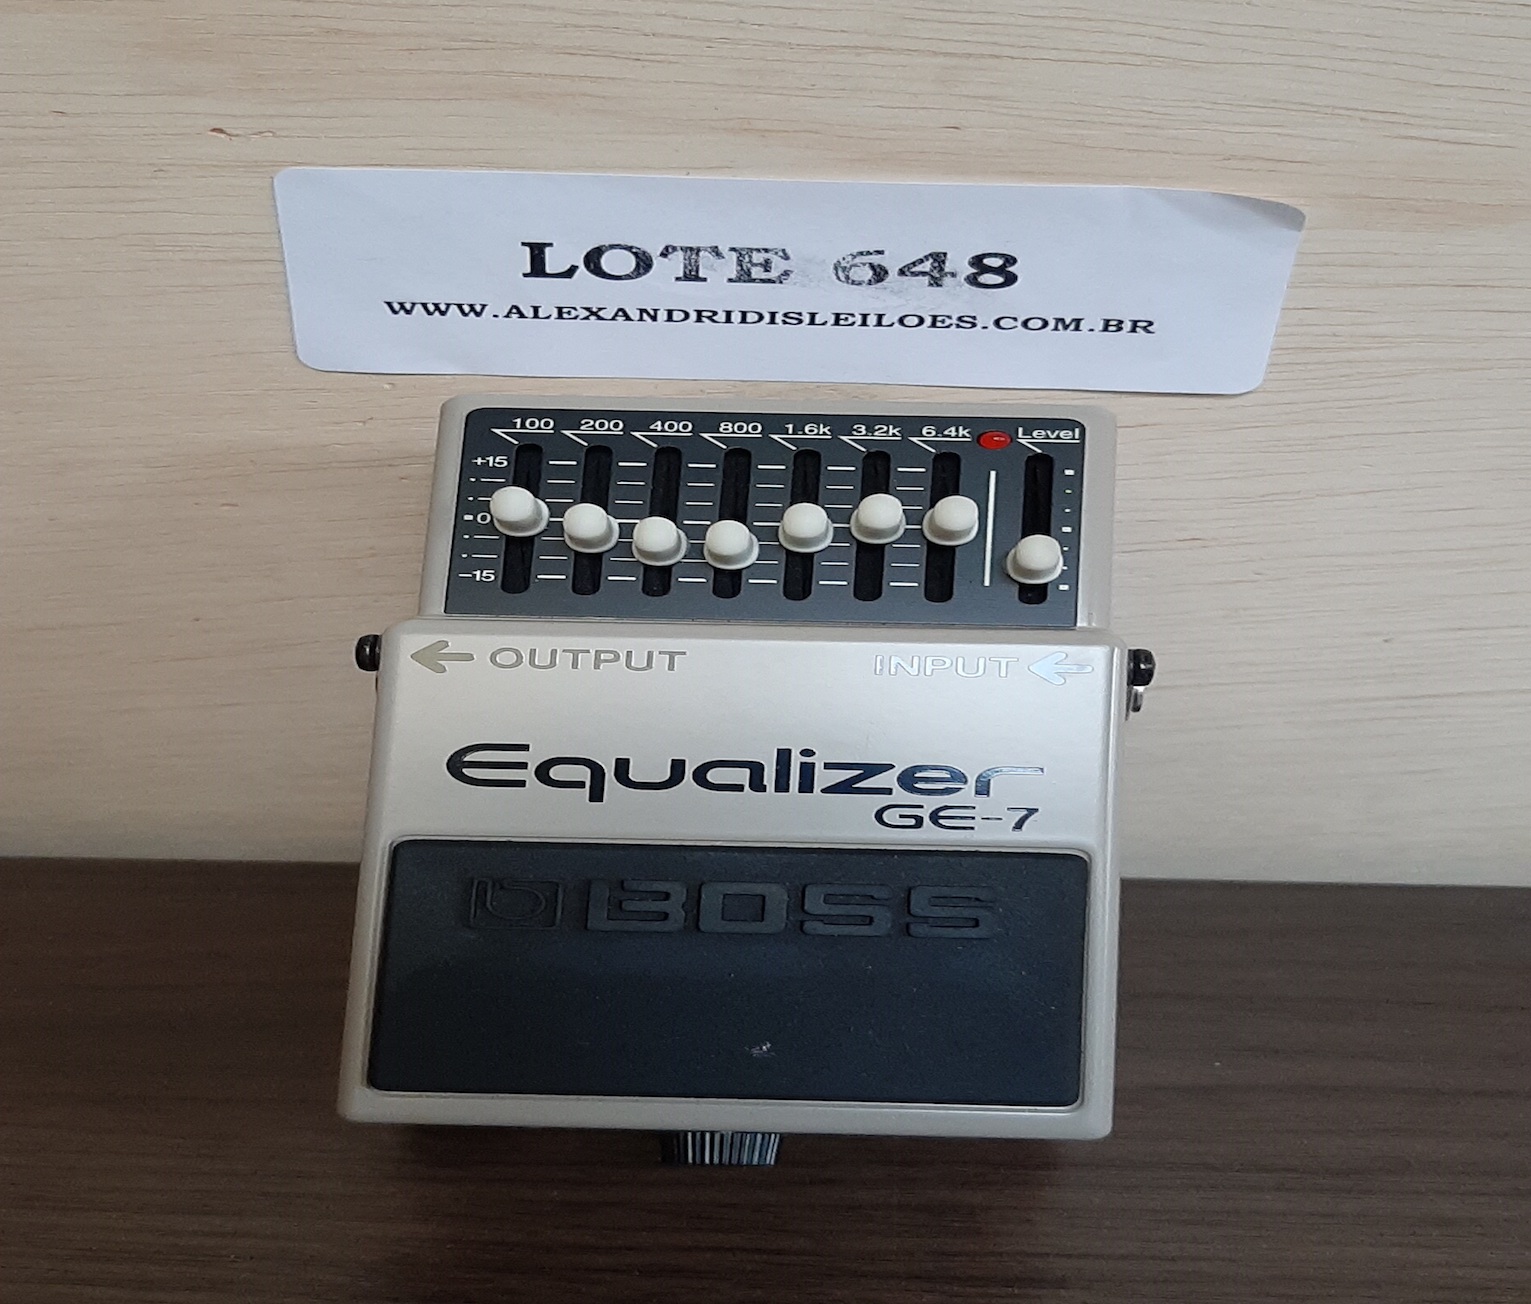 LOTE 648
WWW.ALEXANDRIDISLEILOES.COM.BR
100 200 400 800 1.6k 3.2k 6.4k Level
+15
0
-15
OUTPUT INPUT
Equalizer
GE-7
BOSS